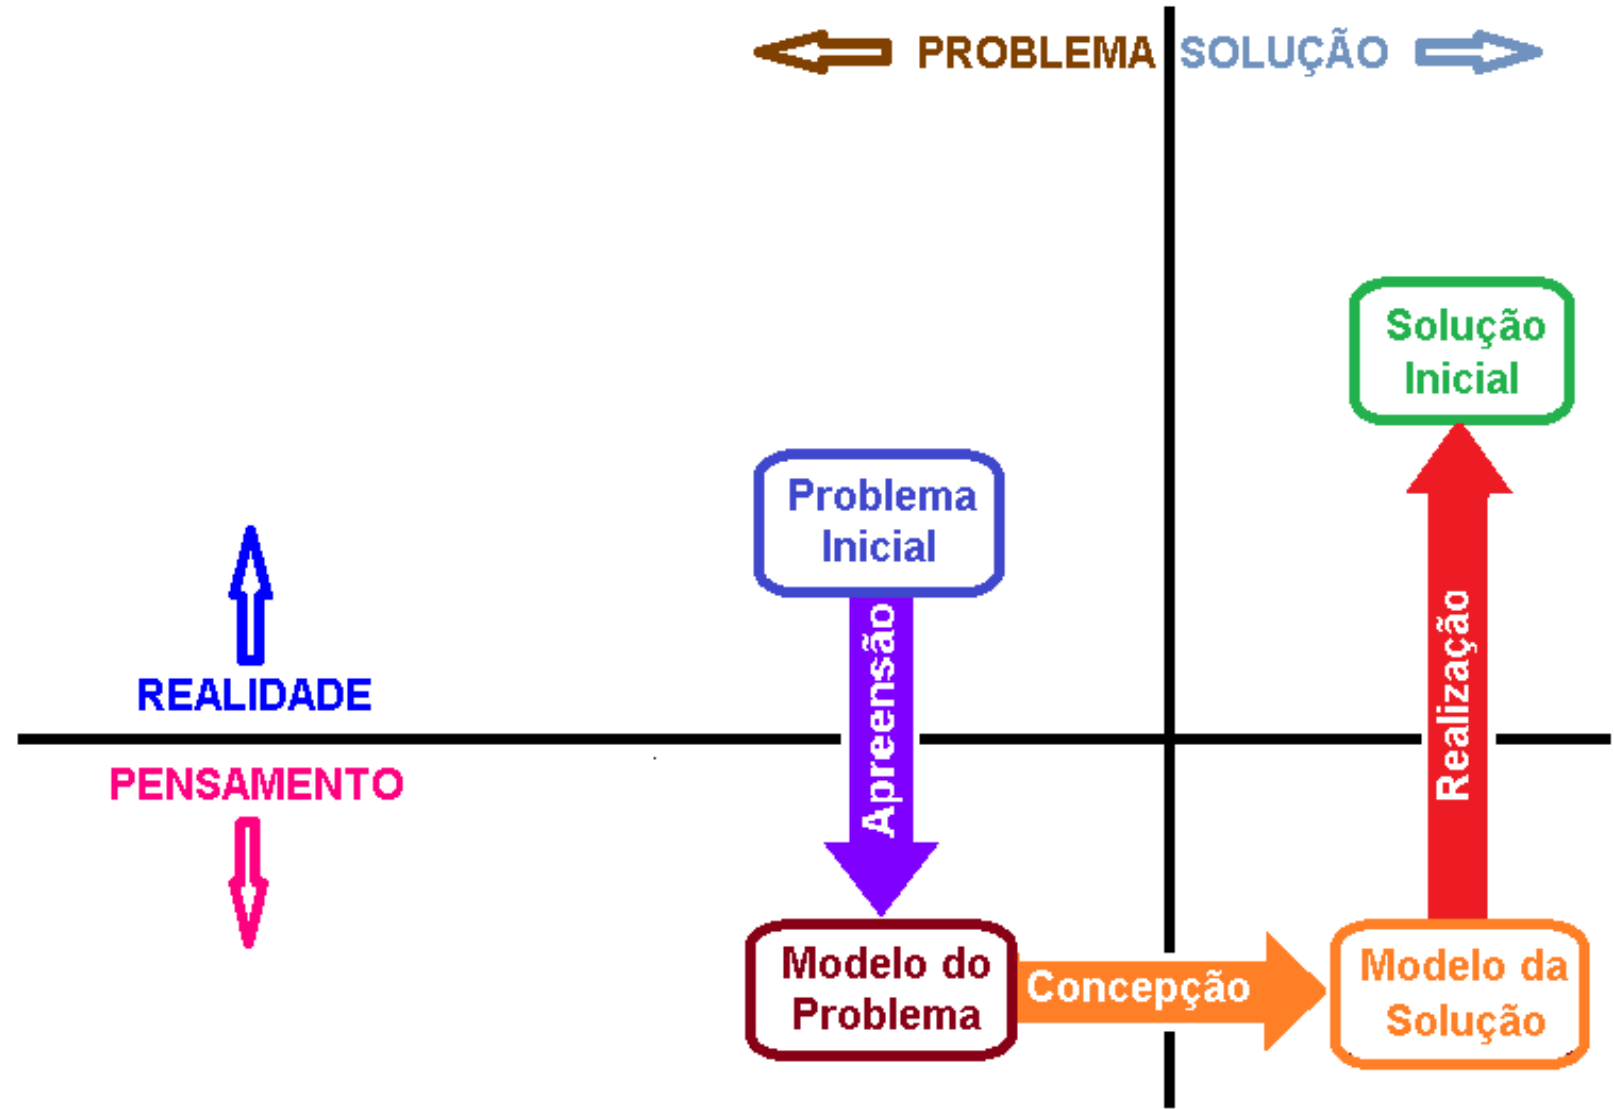 PROBLEMA SOLUÇÃO
Solução
Inicial
Problema
Inicial
Apreensão
Realização
REALIDADE
PENSAMENTO
Modelo do
Problema
Concepção
Modelo da
Solução